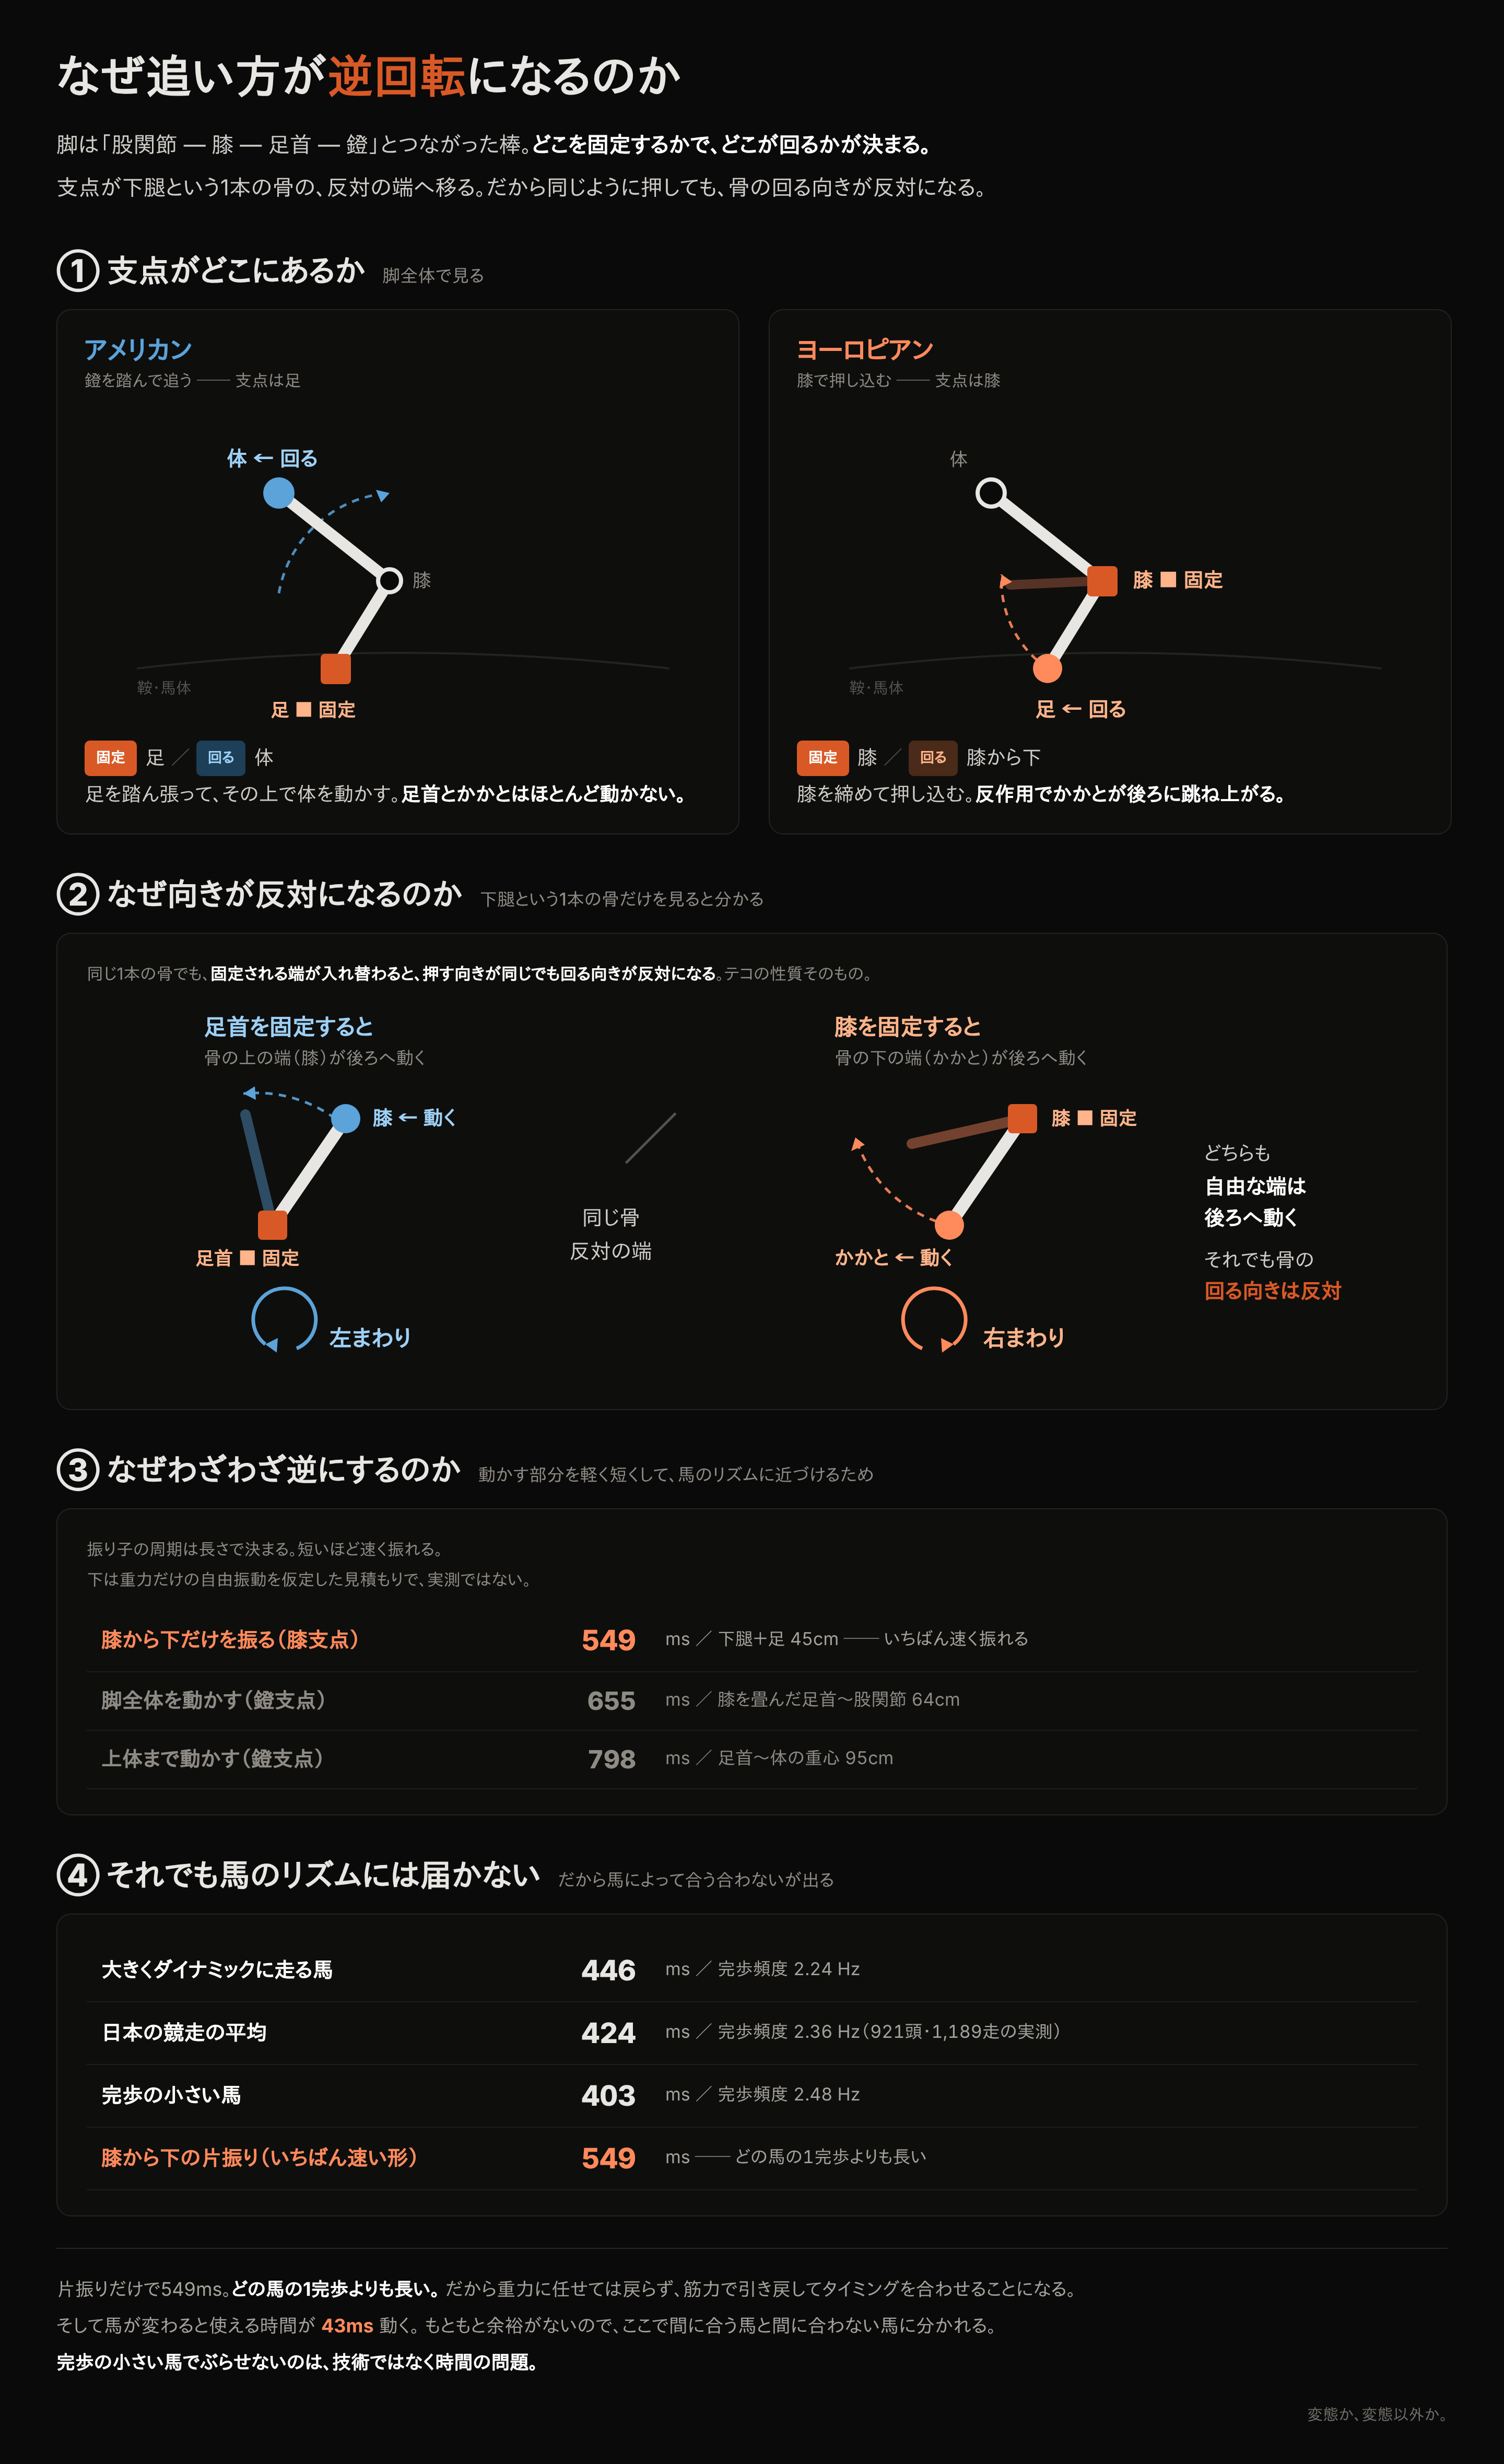 なぜ追い方が逆回転になるのか
脚は「股関節 — 膝 — 足首 — 鐙」とつながった棒。どこを固定するかで、どこが回るかが決まる。
支点が下腿という1本の骨の、反対の端へ移る。だから同じように押しても、骨の回る向きが反対になる。
① 支点がどこにあるか 脚全体で見る
アメリカン
鐙を踏んで追う —— 支点は足
体 ← 回る
膝
鞍・馬体
足 ■ 固定
固定 足 ／ 回る 体
足を踏ん張って、その上で体を動かす。足首とかかとはほとんど動かない。
ヨーロピアン
膝で押し込む —— 支点は膝
体
膝 ■ 固定
鞍・馬体
足 ← 回る
固定 膝 ／ 回る 膝から下
膝を締めて押し込む。反作用でかかとが後ろに跳ね上がる。
② なぜ向きが反対になるのか 下腿という1本の骨だけを見ると分かる
同じ1本の骨でも、固定される端が入れ替わると、押す向きが同じでも回る向きが反対になる。テコの性質そのもの。
足首を固定すると
骨の上の端（膝）が後ろへ動く
膝 ← 動く
足首 ■ 固定
左まわり
／
同じ骨
反対の端
膝を固定すると
骨の下の端（かかと）が後ろへ動く
膝 ■ 固定
かかと ← 動く
右まわり
どちらも
自由な端は
後ろへ動く
それでも骨の
回る向きは反対
③ なぜわざわざ逆にするのか 動かす部分を軽く短くして、馬のリズムに近づけるため
振り子の周期は長さで決まる。短いほど速く振れる。
下は重力だけの自由振動を仮定した見積もりで、実測ではない。
膝から下だけを振る（膝支点） 549 ms ／ 下腿＋足 45cm —— いちばん速く振れる
脚全体を動かす（鐙支点） 655 ms ／ 膝を畳んだ足首〜股関節 64cm
上体まで動かす（鐙支点） 798 ms ／ 足首〜体の重心 95cm
④ それでも馬のリズムには届かない だから馬によって合う合わないが出る
大きくダイナミックに走る馬 446 ms ／ 完歩頻度 2.24 Hz
日本の競走の平均 424 ms ／ 完歩頻度 2.36 Hz（921頭・1,189走の実測）
完歩の小さい馬 403 ms ／ 完歩頻度 2.48 Hz
膝から下の片振り（いちばん速い形） 549 ms —— どの馬の1完歩よりも長い
片振りだけで549ms。どの馬の1完歩よりも長い。 だから重力に任せては戻らず、筋力で引き戻してタイミングを合わせることになる。
そして馬が変わると使える時間が 43ms 動く。 もともと余裕がないので、ここで間に合う馬と間に合わない馬に分かれる。
完歩の小さい馬でぶらせないのは、技術ではなく時間の問題。
変態か、変態以外か。